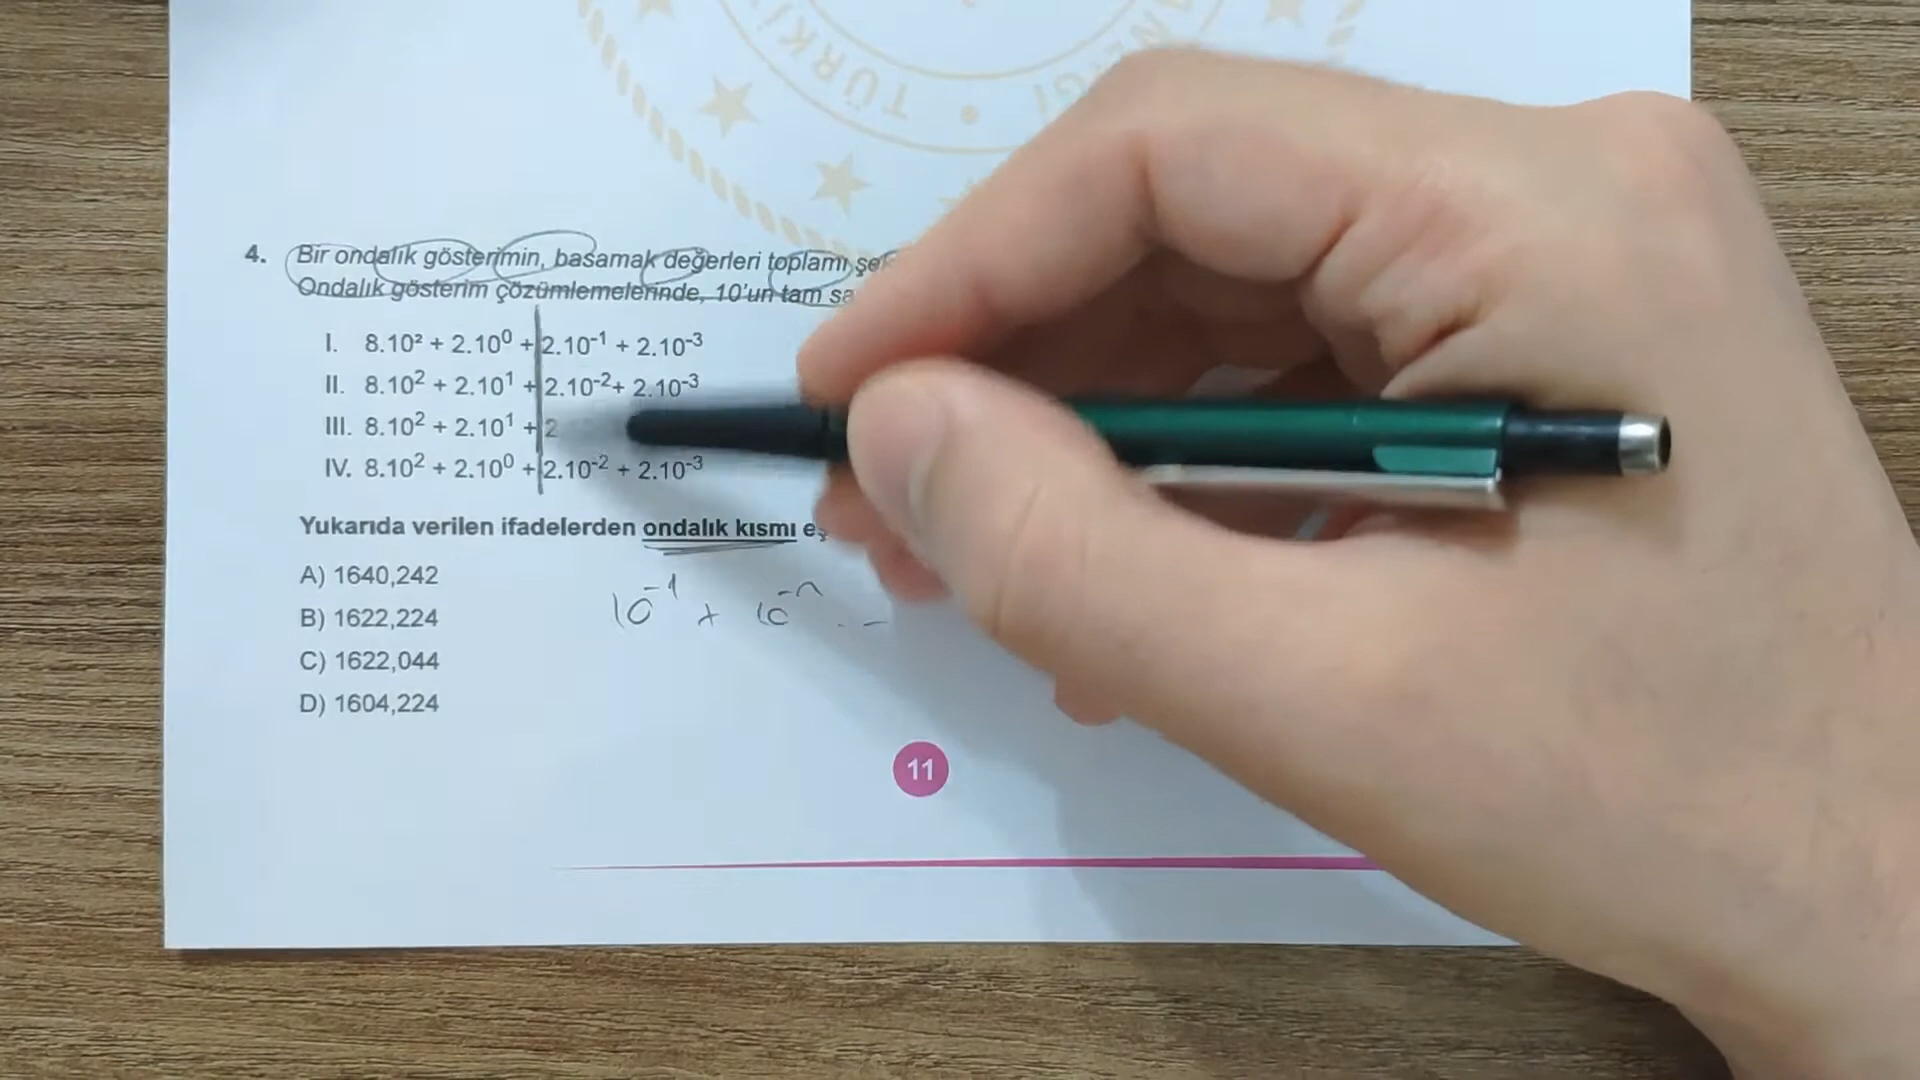 TÜRKİY
4. Bir ondalık gösterimin, basamak değerleri toplamı
Ondalık gösterim çözümlemelerinde, 10'un tam
I. 8.10² + 2.10⁰ + 2.10⁻¹ + 2.10⁻³
II. 8.10² + 2.10¹ + 2.10⁻²+ 2.10⁻³
III. 8.10² + 2.10¹ + 2
IV. 8.10² + 2.10⁰ + 2.10⁻² + 2.10⁻³
Yukarıda verilen ifadelerden ondalık kısmı
A) 1640,242
B) 1622,224
C) 1622,044
D) 1604,224
10⁻¹ + 10⁻ⁿ . . –
11